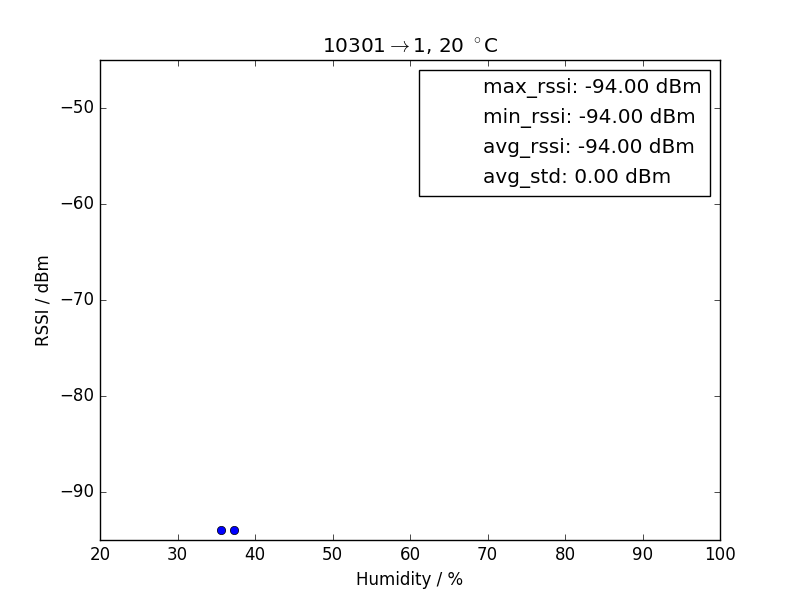 10301→1, 20 °C
max_rssi: -94.00 dBm
min_rssi: -94.00 dBm
avg_rssi: -94.00 dBm
avg_std: 0.00 dBm
RSSI / dBm
−50
−60
−70
−80
−90
20 30 40 50 60 70 80 90 100
Humidity / %